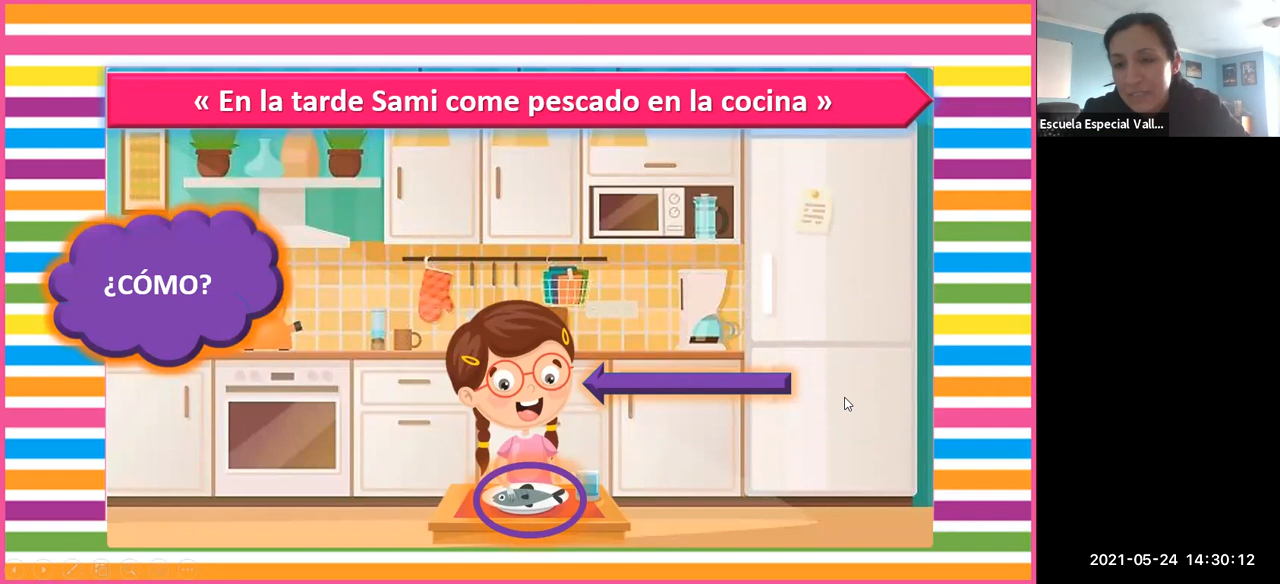 « En la tarde Sami come pescado en la cocina »
¿CÓMO?
Escuela Especial Vall...
2021-05-24 14:30:12